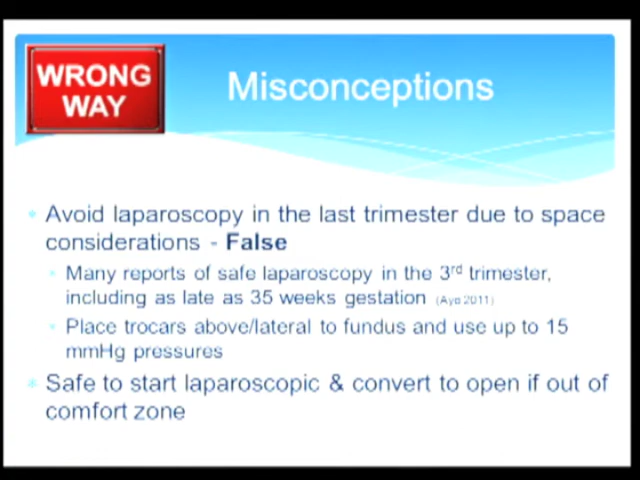 WRONG
WAY
Misconceptions
Avoid laparoscopy in the last trimester due to space
considerations - False
Many reports of safe laparoscopy in the 3rd trimester,
including as late as 35 weeks gestation (Aya 2011)
Place trocars above/lateral to fundus and use up to 15
mmHg pressures
Safe to start laparoscopic & convert to open if out of
comfort zone